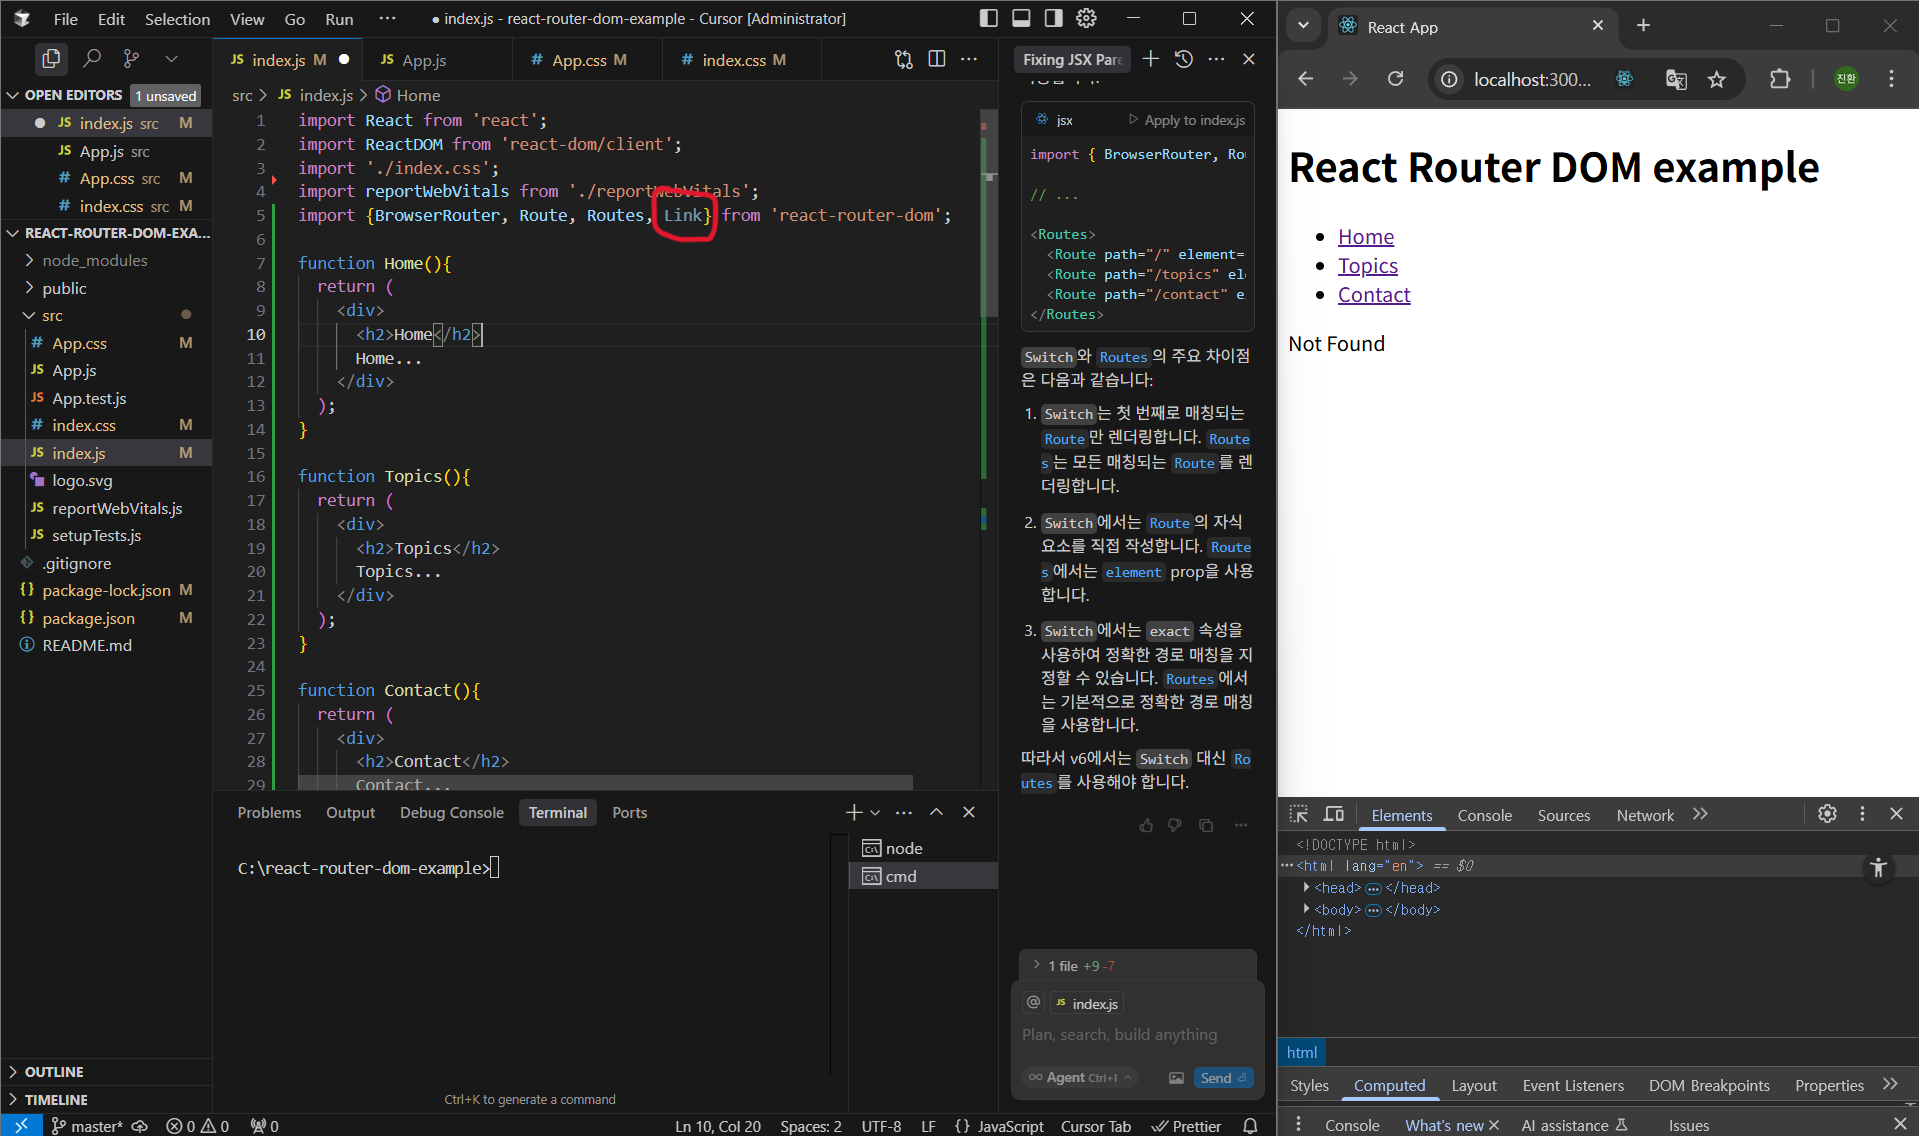 File Edit Selection View Go Run ··· ● index.js - react-router-dom-example - Cursor [Administrator]
OPEN EDITORS 1 unsaved
● JS index.js src M
JS App.js src
# App.css src M
# index.css src M
REACT-ROUTER-DOM-EXA...
node_modules
public
src
# App.css M
JS App.js
JS App.test.js
# index.css M
JS index.js M
logo.svg
JS reportWebVitals.js
JS setupTests.js
.gitignore
{} package-lock.json M
{} package.json M
README.md
OUTLINE
TIMELINE
JS index.js M ●
JS App.js
# App.css M
# index.css M
src > JS index.js > Home
1 import React from 'react';
2 import ReactDOM from 'react-dom/client';
3 import './index.css';
4 import reportWebVitals from './reportWebVitals';
5 import {BrowserRouter, Route, Routes, Link} from 'react-router-dom';
6
7 function Home(){
8 return (
9 <div>
10 <h2>Home</h2>
11 Home...
12 </div>
13 );
14 }
15
16 function Topics(){
17 return (
18 <div>
19 <h2>Topics</h2>
20 Topics...
21 </div>
22 );
23 }
24
25 function Contact(){
26 return (
27 <div>
28 <h2>Contact</h2>
29 Contact...
Problems Output Debug Console Terminal Ports
C:\react-router-dom-example>
node
cmd
Ctrl+K to generate a command
Fixing JSX Par
jsx Apply to index.js
import { BrowserRouter, Ro
// ...
<Routes>
<Route path="/" element=
<Route path="/topics" el
<Route path="/contact" e
</Routes>
Switch와 Routes의 주요 차이점
은 다음과 같습니다:
1. Switch는 첫 번째로 매칭되는
Route만 렌더링합니다. Route
s는 모든 매칭되는 Route를 렌
더링합니다.
2. Switch에서는 Route의 자식
요소를 직접 작성합니다. Route
s에서는 element prop을 사용
합니다.
3. Switch에서는 exact 속성을
사용하여 정확한 경로 매칭을 지
정할 수 있습니다. Routes에서
는 기본적으로 정확한 경로 매칭
을 사용합니다.
따라서 v6에서는 Switch 대신 Ro
utes를 사용해야 합니다.
1 file +9 -7
@ JS index.js
Plan, search, build anything
∞ Agent Ctrl+I
Send
master* 0 0 0
Ln 10, Col 20 Spaces: 2 UTF-8 LF {} JavaScript Cursor Tab Prettier
React App
localhost:300...
진환
React Router DOM example
• Home
• Topics
• Contact
Not Found
Elements Console Sources Network
<!DOCTYPE html>
<html lang="en"> == $0
<head> ··· </head>
<body> ··· </body>
</html>
html
Styles Computed Layout Event Listeners DOM Breakpoints Properties
Console What's new AI assistance Issues